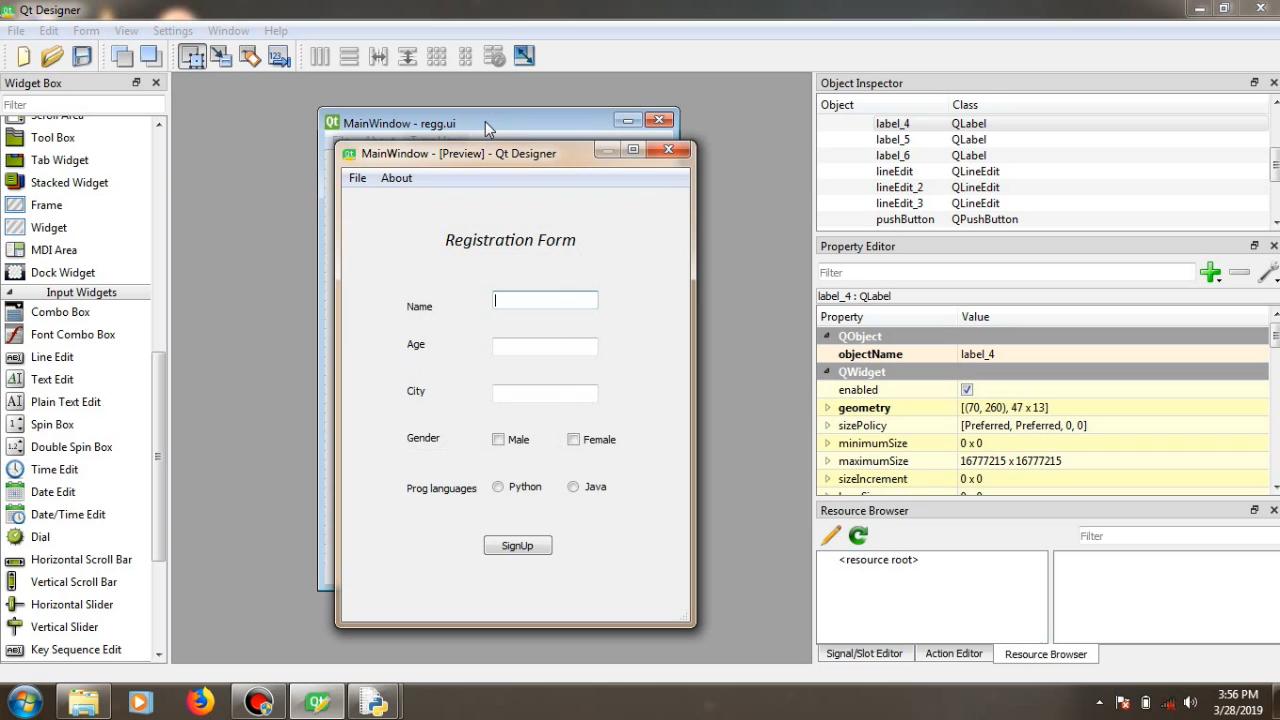 Qt Designer
File Edit Form View Settings Window Help
Widget Box
Filter
Scroll Area
Tool Box
Tab Widget
Stacked Widget
Frame
Widget
MDI Area
Dock Widget
Input Widgets
Combo Box
Font Combo Box
Line Edit
Text Edit
Plain Text Edit
Spin Box
Double Spin Box
Time Edit
Date Edit
Date/Time Edit
Dial
Horizontal Scroll Bar
Vertical Scroll Bar
Horizontal Slider
Vertical Slider
Key Sequence Edit
MainWindow - regg.ui
MainWindow - [Preview] - Qt Designer
File About
Registration Form
Name
Age
City
Gender Male Female
Prog languages Python Java
SignUp
Object Inspector
Object Class
label_4 QLabel
label_5 QLabel
label_6 QLabel
lineEdit QLineEdit
lineEdit_2 QLineEdit
lineEdit_3 QLineEdit
pushButton QPushButton
Property Editor
Filter
label_4 : QLabel
Property Value
QObject
objectName label_4
QWidget
enabled
geometry [(70, 260), 47 x 13]
sizePolicy [Preferred, Preferred, 0, 0]
minimumSize 0 x 0
maximumSize 16777215 x 16777215
sizeIncrement 0 x 0
Resource Browser
Filter
<resource root>
Signal/Slot Editor Action Editor Resource Browser
3:56 PM
3/28/2019